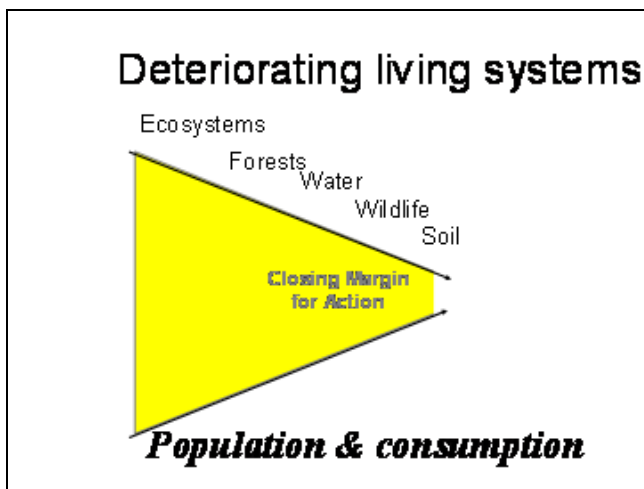 Deteriorating living systems
Ecosystems
Forests
Water
Wildlife
Soil
Closing Margin
for Action
Population & consumption